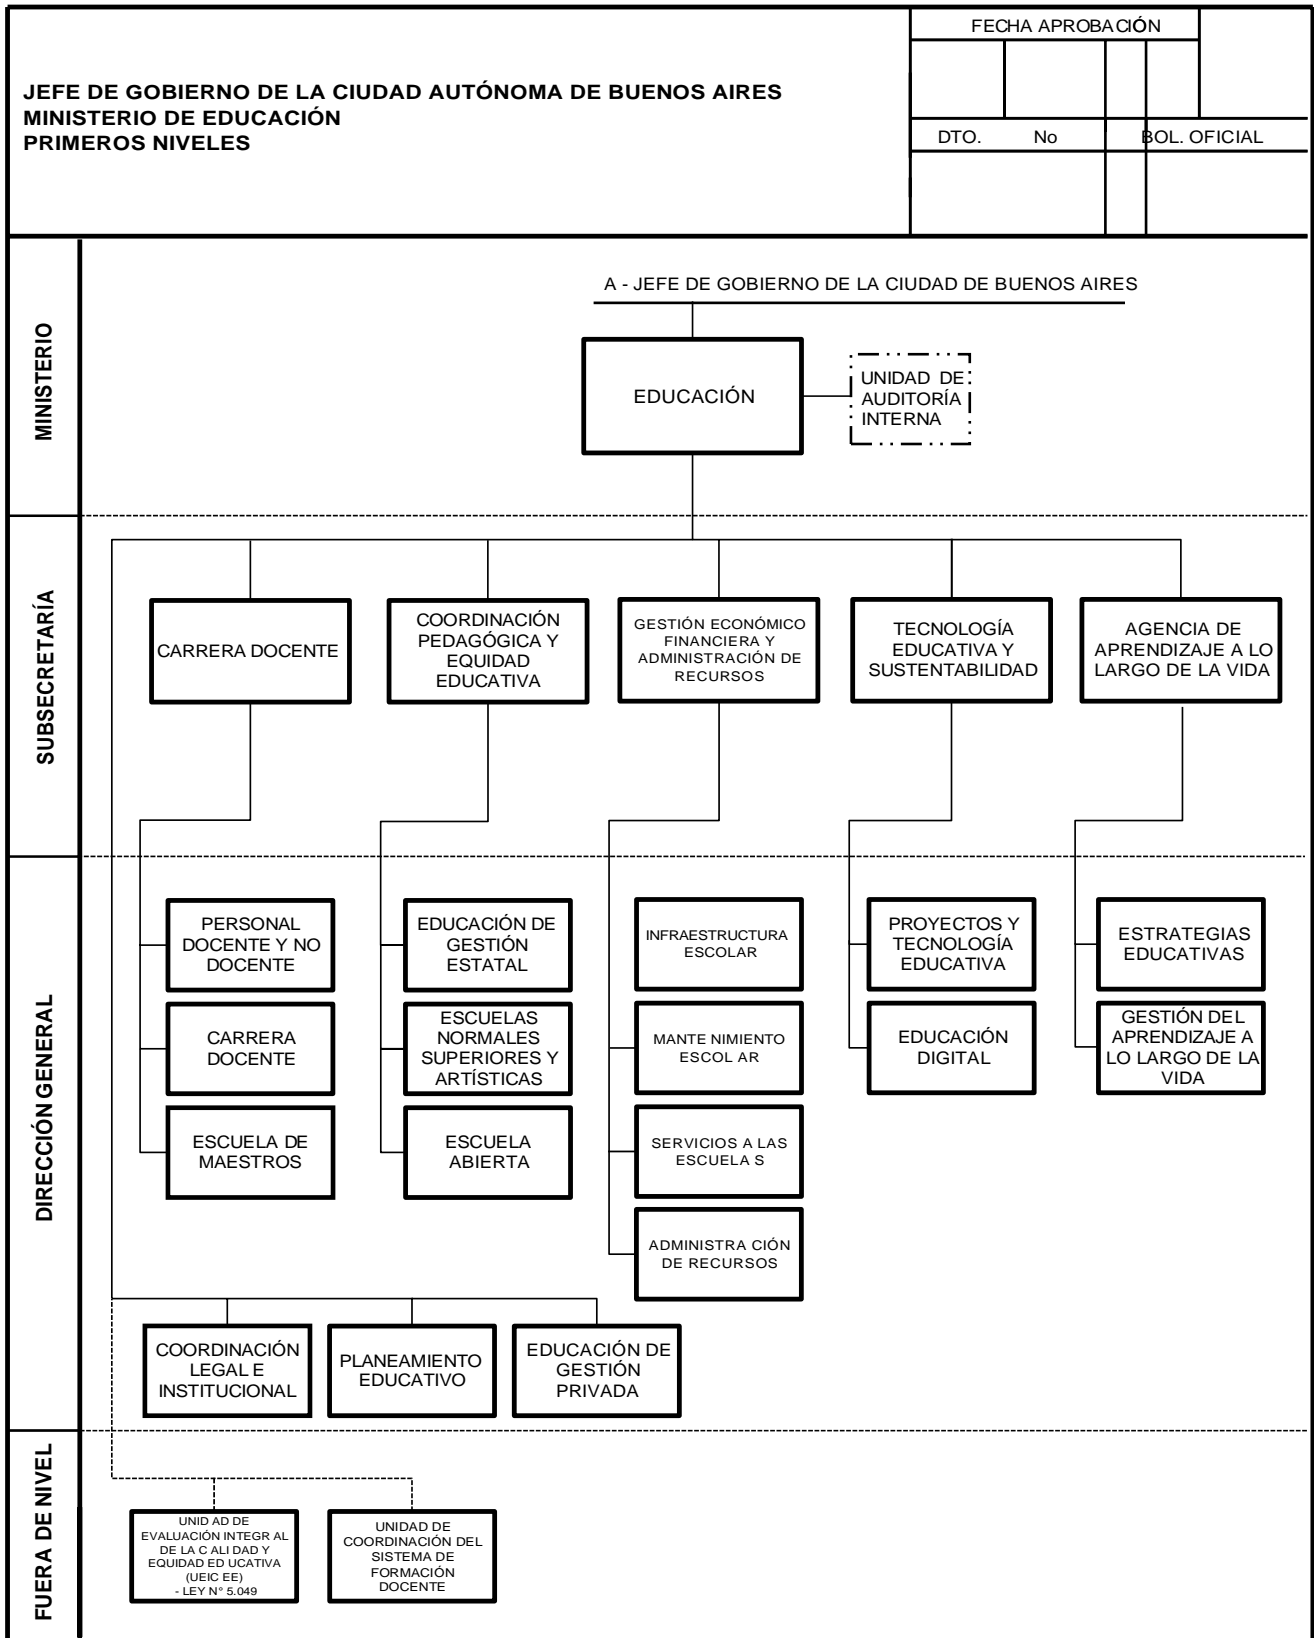 JEFE DE GOBIERNO DE LA CIUDAD AUTÓNOMA DE BUENOS AIRES
MINISTERIO DE EDUCACIÓN
PRIMEROS NIVELES
FECHA APROBACIÓN
DTO. No BOL. OFICIAL
MINISTERIO
A - JEFE DE GOBIERNO DE LA CIUDAD DE BUENOS AIRES
EDUCACIÓN
UNIDAD DE
AUDITORÍA
INTERNA
SUBSECRETARÍA
CARRERA DOCENTE
COORDINACIÓN
PEDAGÓGICA Y
EQUIDAD
EDUCATIVA
GESTIÓN ECONÓMICO
FINANCIERA Y
ADMINISTRACIÓN DE
RECURSOS
TECNOLOGÍA
EDUCATIVA Y
SUSTENTABILIDAD
AGENCIA DE
APRENDIZAJE A LO
LARGO DE LA VIDA
DIRECCIÓN GENERAL
PERSONAL
DOCENTE Y NO
DOCENTE
CARRERA
DOCENTE
ESCUELA DE
MAESTROS
EDUCACIÓN DE
GESTIÓN
ESTATAL
ESCUELAS
NORMALES
SUPERIORES Y
ARTÍSTICAS
ESCUELA
ABIERTA
INFRAESTRUCTURA
ESCOLAR
MANTE NIMIENTO
ESCOL AR
SERVICIOS A LAS
ESCUELA S
ADMINISTRA CIÓN
DE RECURSOS
PROYECTOS Y
TECNOLOGÍA
EDUCATIVA
EDUCACIÓN
DIGITAL
ESTRATEGIAS
EDUCATIVAS
GESTIÓN DEL
APRENDIZAJE A
LO LARGO DE LA
VIDA
COORDINACIÓN
LEGAL E
INSTITUCIONAL
PLANEAMIENTO
EDUCATIVO
EDUCACIÓN DE
GESTIÓN
PRIVADA
FUERA DE NIVEL
UNID AD DE
EVALUACIÓN INTEGR AL
DE LA C ALI DAD Y
EQUIDAD ED UCATIVA
(UEIC EE)
- LEY N° 5.049
UNIDAD DE
COORDINACIÓN DEL
SISTEMA DE
FORMACIÓN
DOCENTE